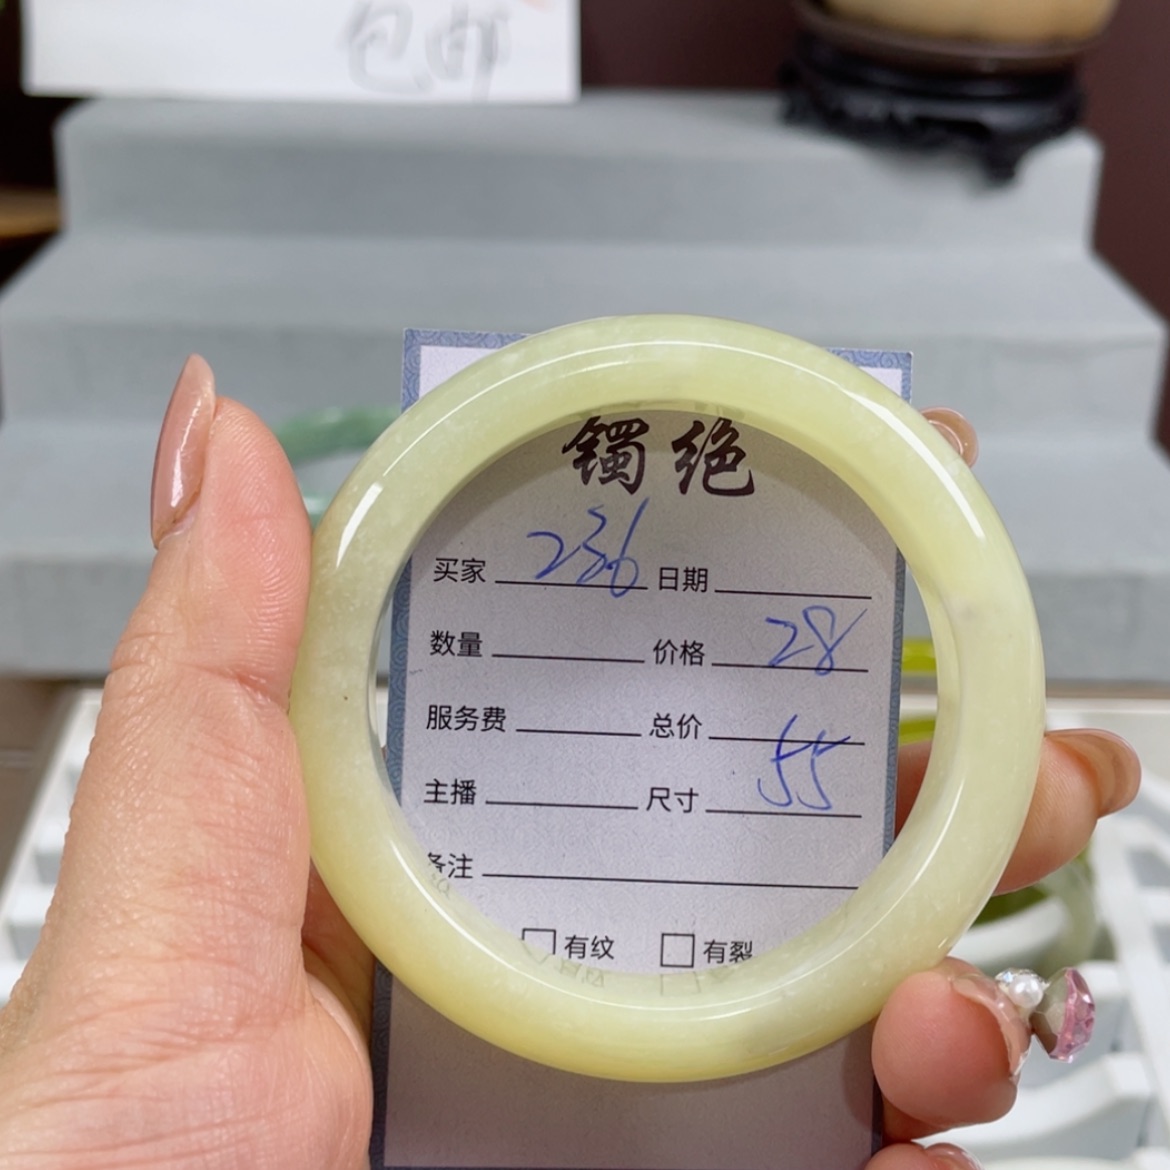 包邮
镯绝
买家 236 日期
数量 价格 28
服务费 总价
主播 尺寸 55
备注
□ 有纹 □ 有裂